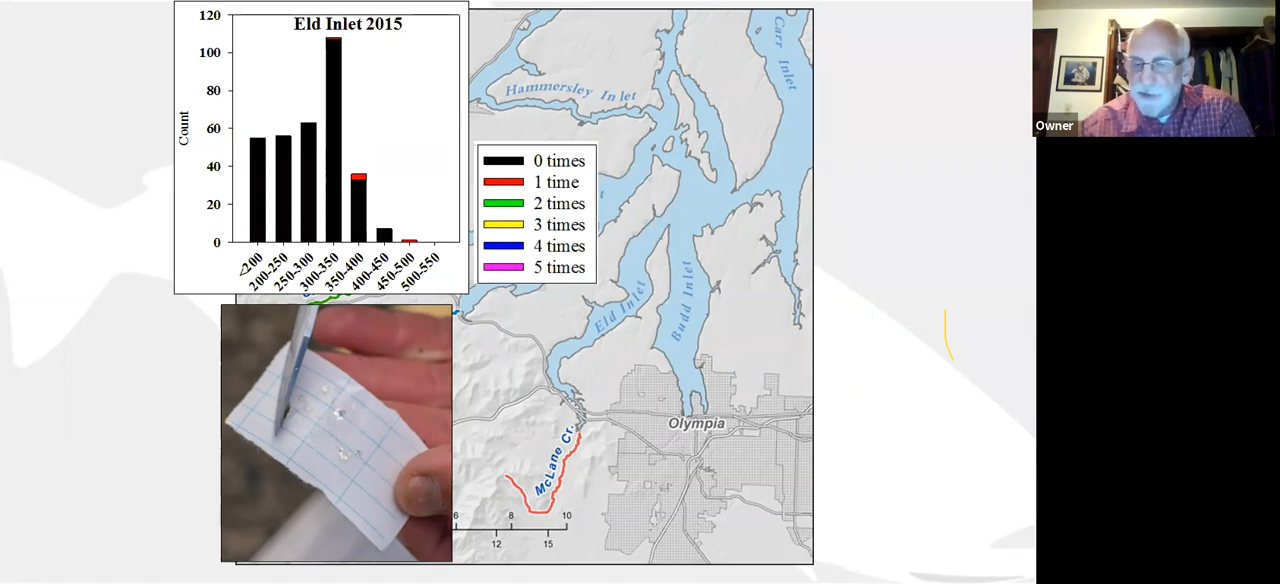 Eld Inlet 2015
120
100
80
60
40
20
0
Count
<200
200-250
250-300
300-350
350-400
400-450
450-500
500-550
0 times
1 time
2 times
3 times
4 times
5 times
Hammersley Inlet
Carr Inlet
Eld Inlet
Budd Inlet
Olympia
McLane Cr.
6 8 10
12 15
Owner